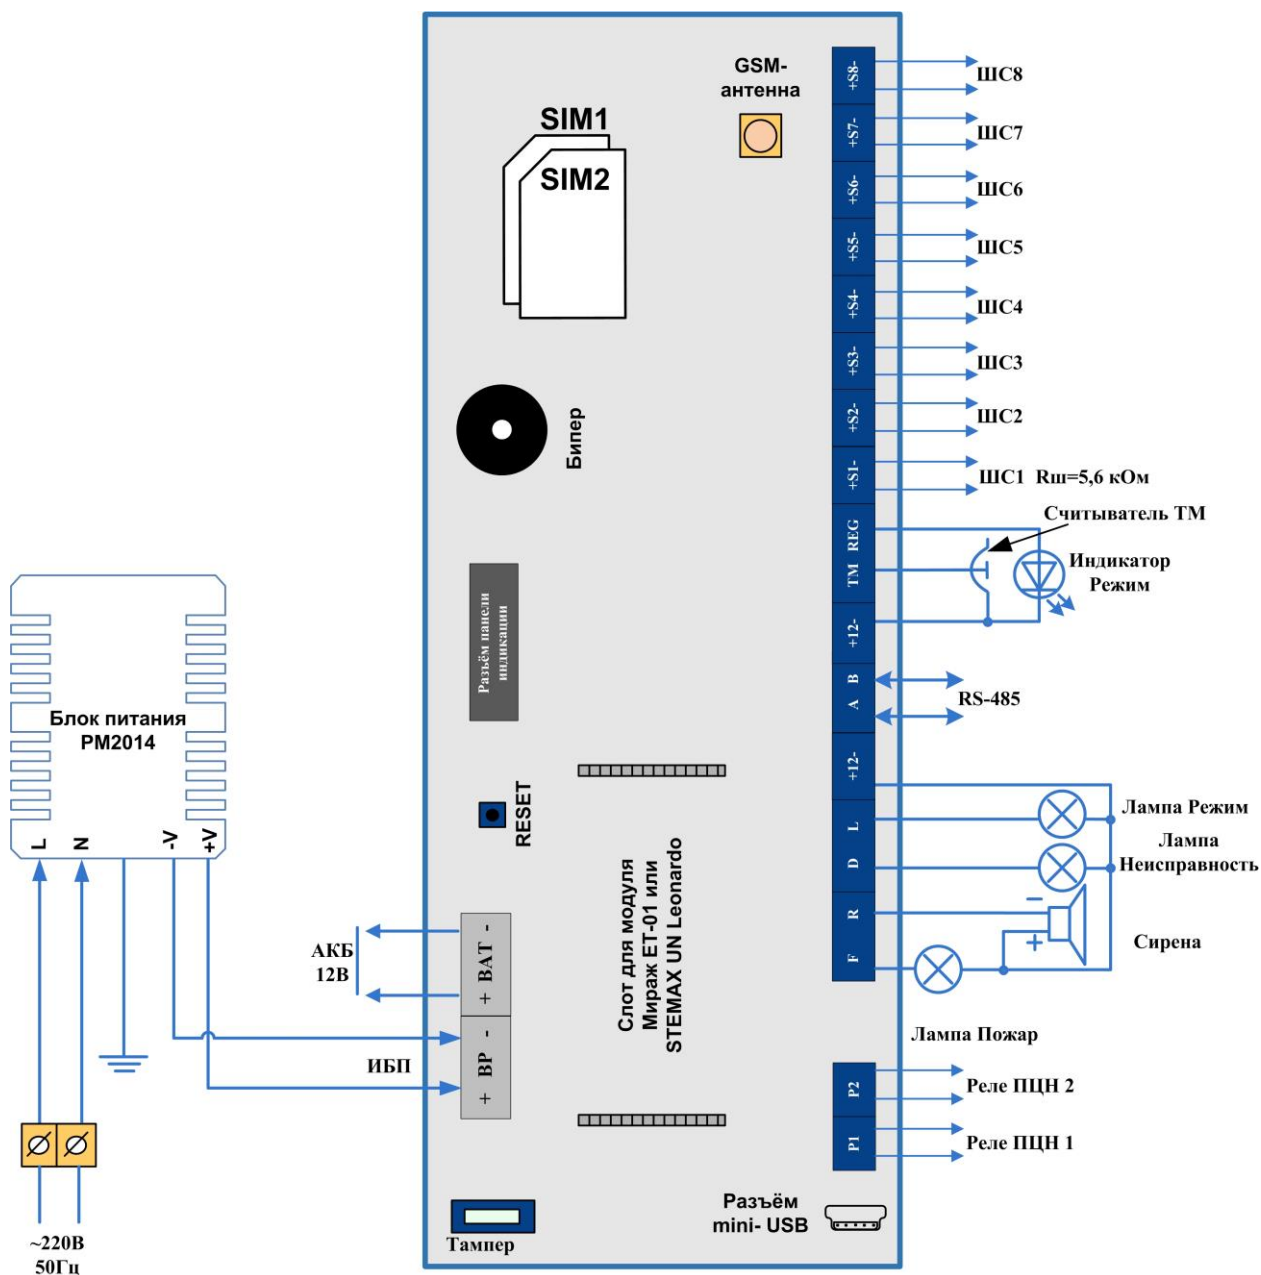 GSM-
антенна
SIM1
SIM2
+S8-
ШС8
+S7-
ШС7
+S6-
ШС6
+S5-
ШС5
+S4-
ШС4
+S3-
ШС3
+S2-
ШС2
+S1-
ШС1 Rш=5,6 кОм
Бипер
Считыватель ТМ
REG
TM
Индикатор
Режим
+12-
Разъём панели
индикации
B
A
RS-485
Блок питания
PM2014
L
N
-V
+V
RESET
+12-
L
Лампа Режим
D
Лампа
Неисправность
R
F
-
+
Сирена
Лампа Пожар
Слот для модуля
Мираж ET-01 или
STEMAX UN Leonardo
АКБ
12В
+ BAT -
ИБП
+ BP -
P2
Реле ПЦН 2
P1
Реле ПЦН 1
Разъём
mini- USB
Тампер
~220В
50Гц